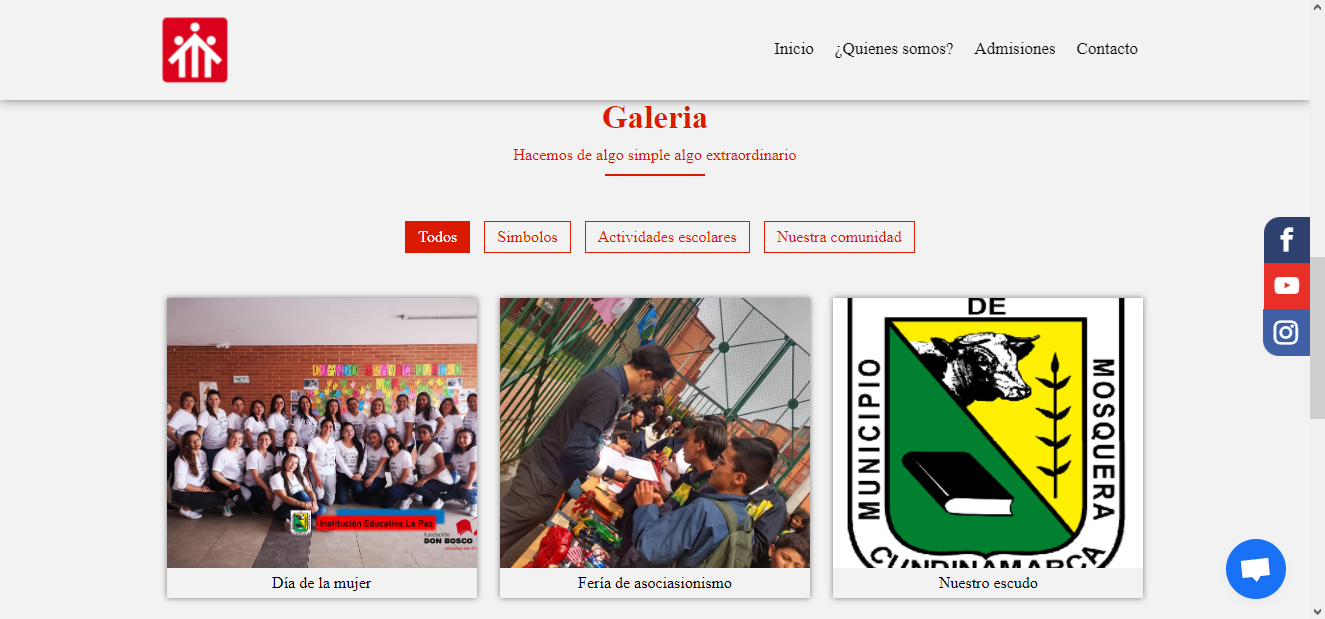 Inicio ¿Quienes somos? Admisiones Contacto
Galeria
Hacemos de algo simple algo extraordinario
Todos Simbolos Actividades escolares Nuestra comunidad
Institución Educativa La Paz
fundación
DON BOSCO
Día de la mujer
Fería de asociasionismo
DE
MUNICIPIO
MOSQUERA
CUNDINAMARCA
Nuestro escudo